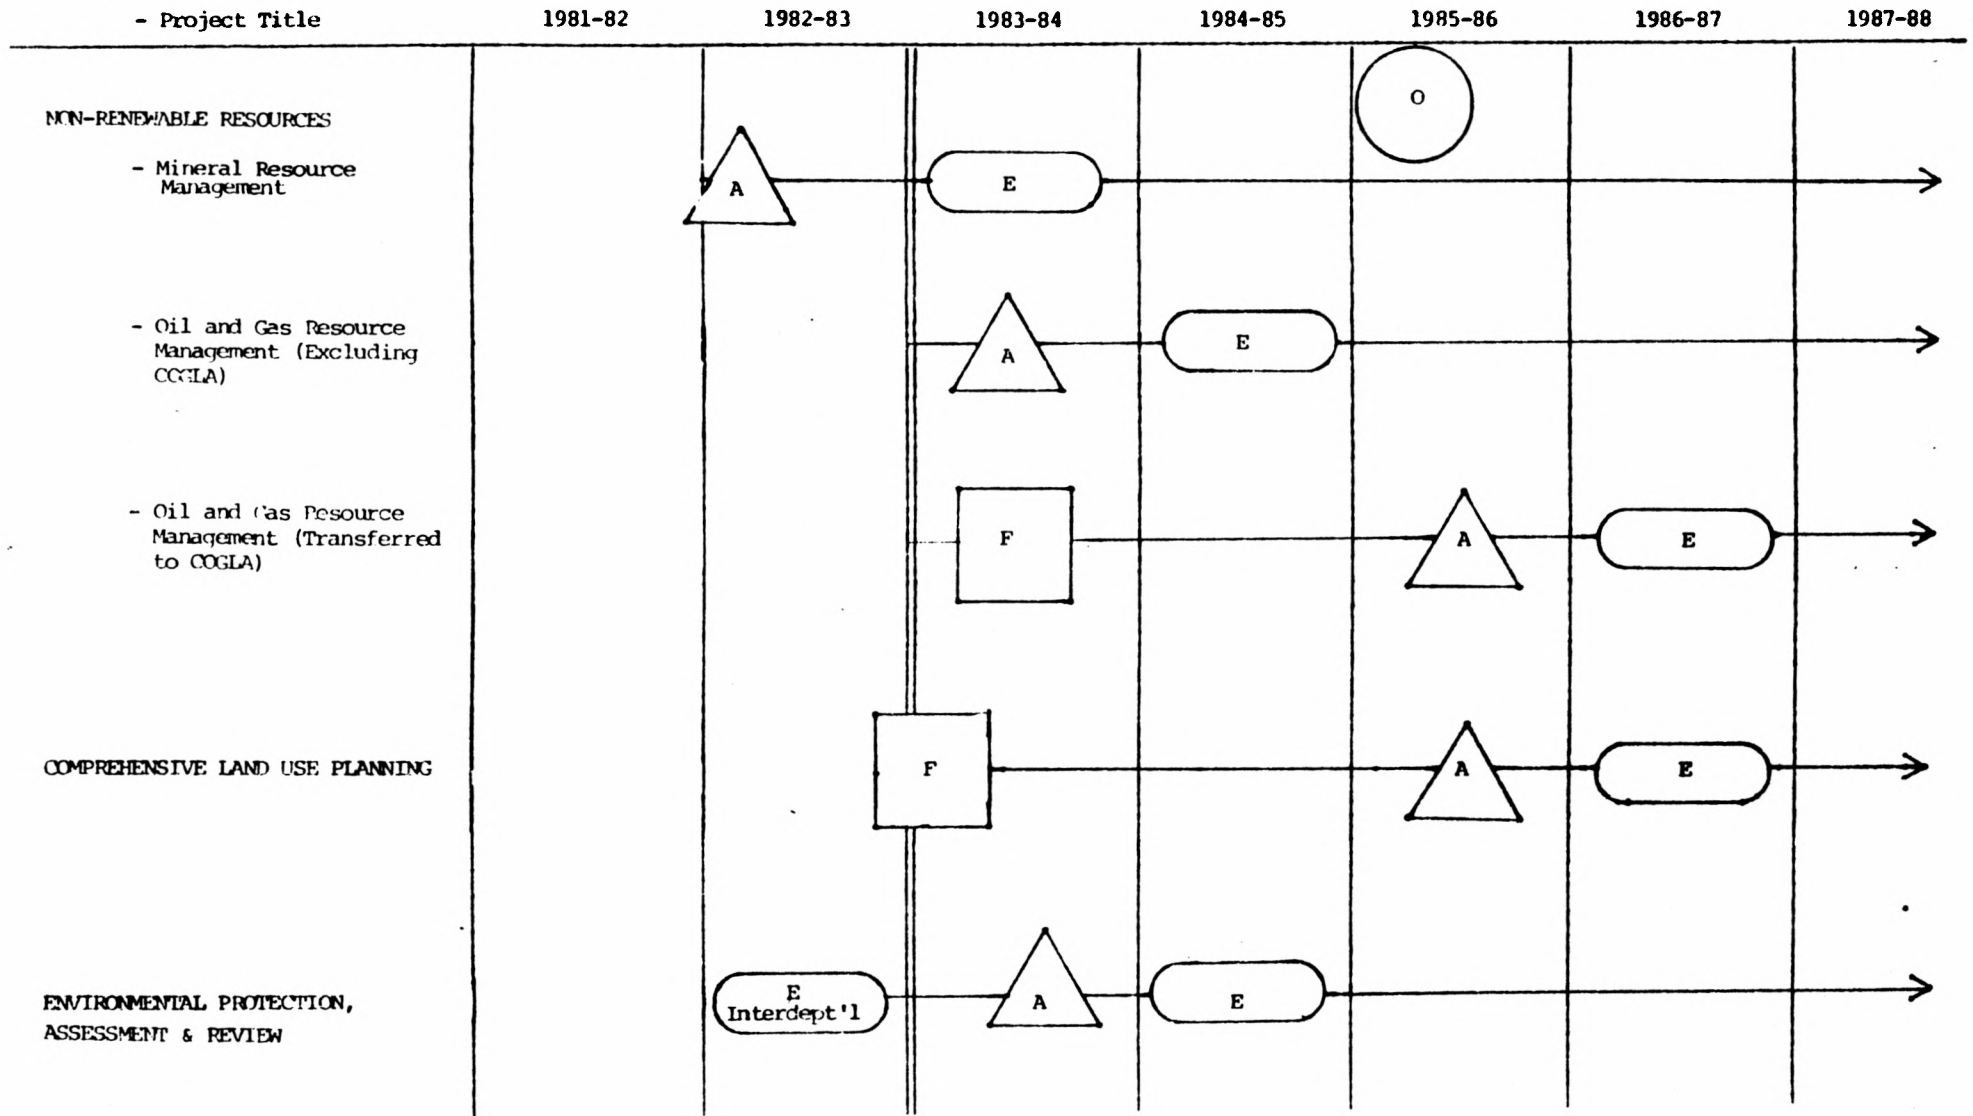 - Project Title 1981-82 1982-83 1983-84 1984-85 1985-86 1986-87 1987-88
O
NON-RENEWABLE RESOURCES
- Mineral Resource
Management
A E
- Oil and Gas Resource
Management (Excluding
COGLA)
A E
- Oil and Gas Resource
Management (Transferred
to COGLA)
F A E
COMPREHENSIVE LAND USE PLANNING
F A E
ENVIRONMENTAL PROTECTION,
ASSESSMENT & REVIEW
E
Interdept'l
A E